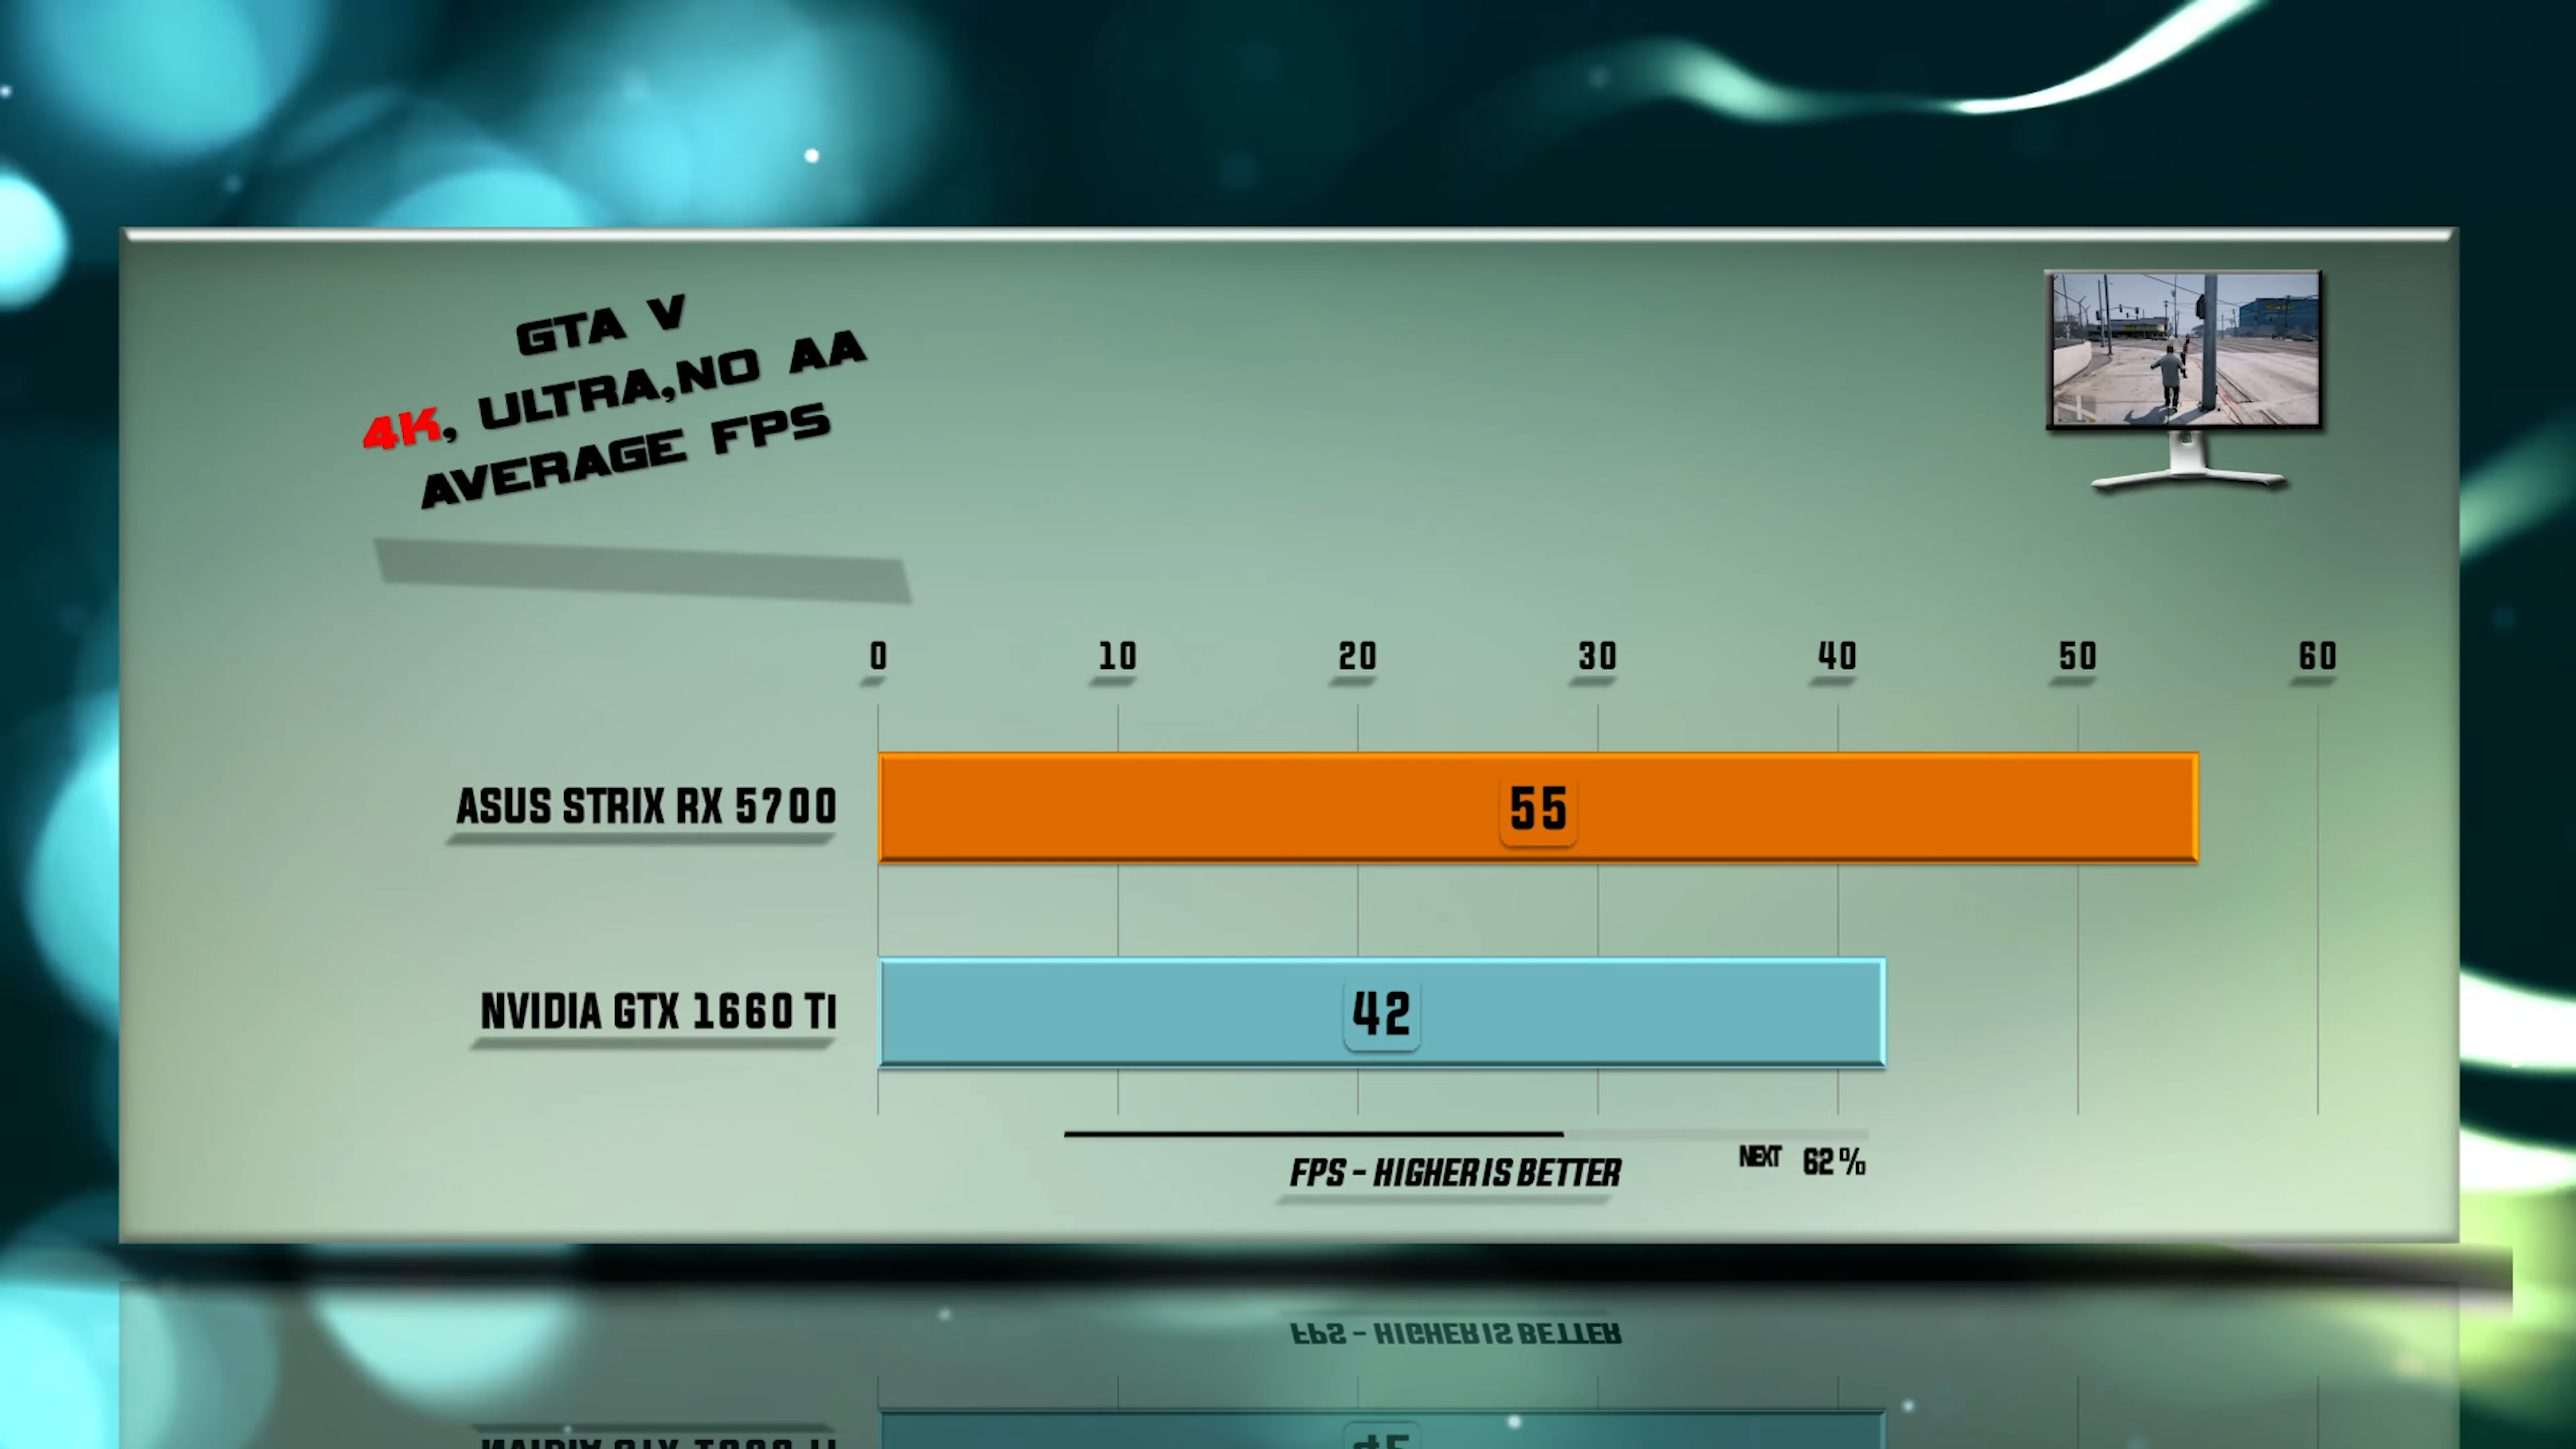 GTA V
4K, ULTRA,NO AA
AVERAGE FPS
0 10 20 30 40 50 60
ASUS STRIX RX 5700
55
NVIDIA GTX 1660 TI
42
FPS - HIGHER IS BETTER
NEXT 62%